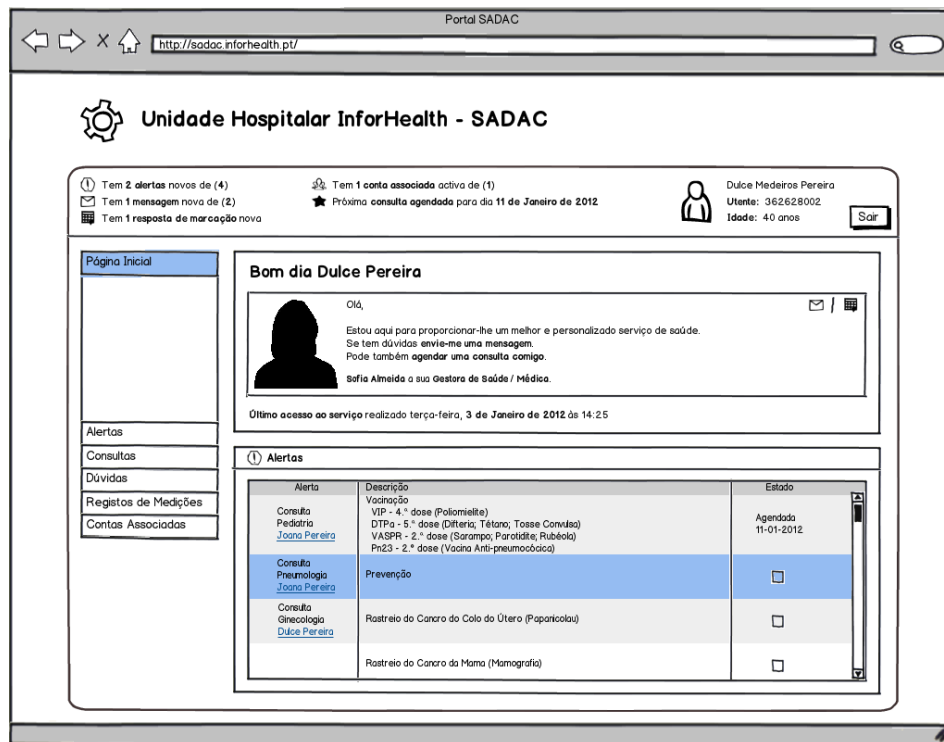 Portal SADAC
http://sadac.inforhealth.pt/
Unidade Hospitalar InforHealth - SADAC
Tem 2 alertas novos de (4)
Tem 1 mensagem nova de (2)
Tem 1 resposta de marcação nova
Tem 1 conta associada activa de (1)
Próxima consulta agendada para dia 11 de Janeiro de 2012
Dulce Medeiros Pereira
Utente: 362628002
Idade: 40 anos
Sair
Página Inicial
Alertas
Consultas
Dúvidas
Registos de Medições
Contas Associadas
Bom dia Dulce Pereira
Olá,
Estou aqui para proporcionar-lhe um melhor e personalizado serviço de saúde.
Se tem dúvidas envie-me uma mensagem.
Pode também agendar uma consulta comigo.
Sofia Almeida a sua Gestora de Saúde / Médica.
Último acesso ao serviço realizado terça-feira, 3 de Janeiro de 2012 às 14:25
Alertas
Alerta Descrição Estado
Consulta
Pediatria
Joana Pereira
Vacinação
VIP - 4.ª dose (Poliomielite)
DTPa - 5.ª dose (Difteria; Tétano; Tosse Convulsa)
VASPR - 2.ª dose (Sarampo; Parotidite; Rubéola)
Pn23 - 2.ª dose (Vacina Anti-pneumocócica)
Agendada
11-01-2012
Consulta
Pneumologia
Joana Pereira
Prevenção
Consulta
Ginecologia
Dulce Pereira
Rastreio do Cancro do Colo do Útero (Papanicolau)
Rastreio do Cancro da Mama (Mamografia)